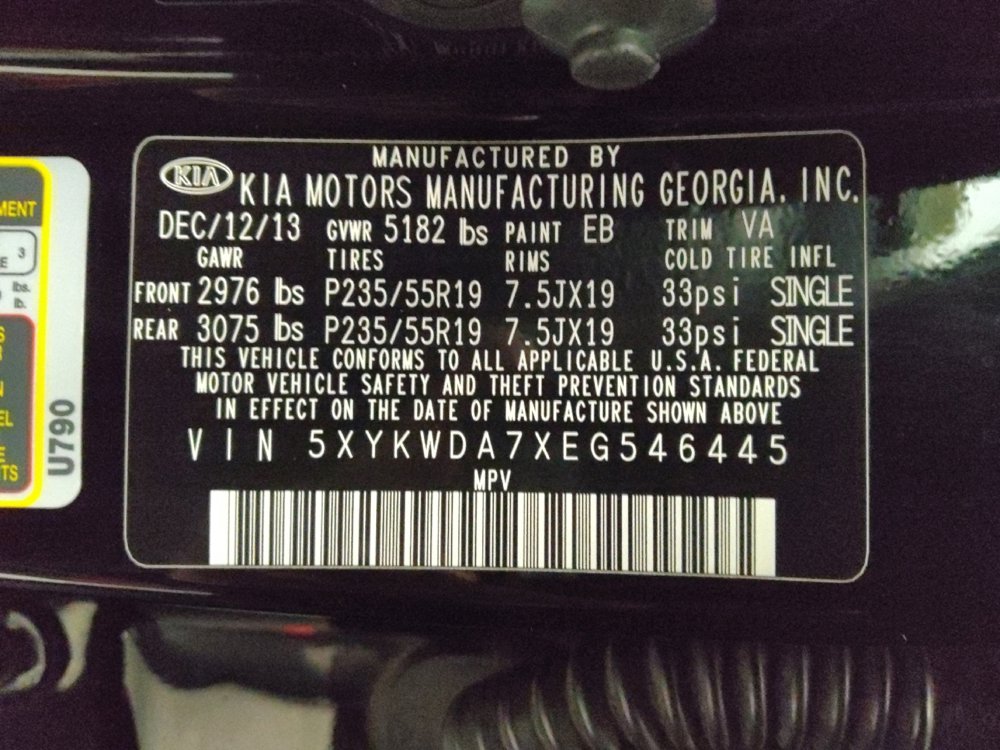 MANUFACTURED BY
KIA KIA MOTORS MANUFACTURING GEORGIA. INC.
DEC/12/13 GVWR 5182 lbs PAINT EB TRIM VA
GAWR TIRES RIMS COLD TIRE INFL
FRONT 2976 lbs P235/55R19 7.5JX19 33psi SINGLE
REAR 3075 lbs P235/55R19 7.5JX19 33psi SINGLE
THIS VEHICLE CONFORMS TO ALL APPLICABLE U.S.A. FEDERAL
MOTOR VEHICLE SAFETY AND THEFT PREVENTION STANDARDS
IN EFFECT ON THE DATE OF MANUFACTURE SHOWN ABOVE
VIN 5XYKWDA7XEG546445
MPV
3
lbs.
lb.
U790